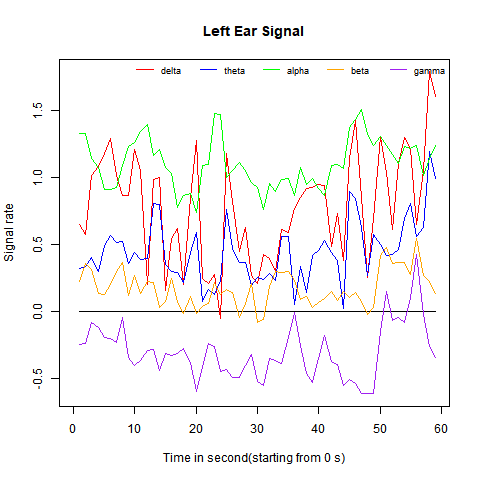 Left Ear Signal
delta theta alpha beta gamma
Signal rate
1.5
1.0
0.5
0.0
-0.5
0 10 20 30 40 50 60
Time in second(starting from 0 s)